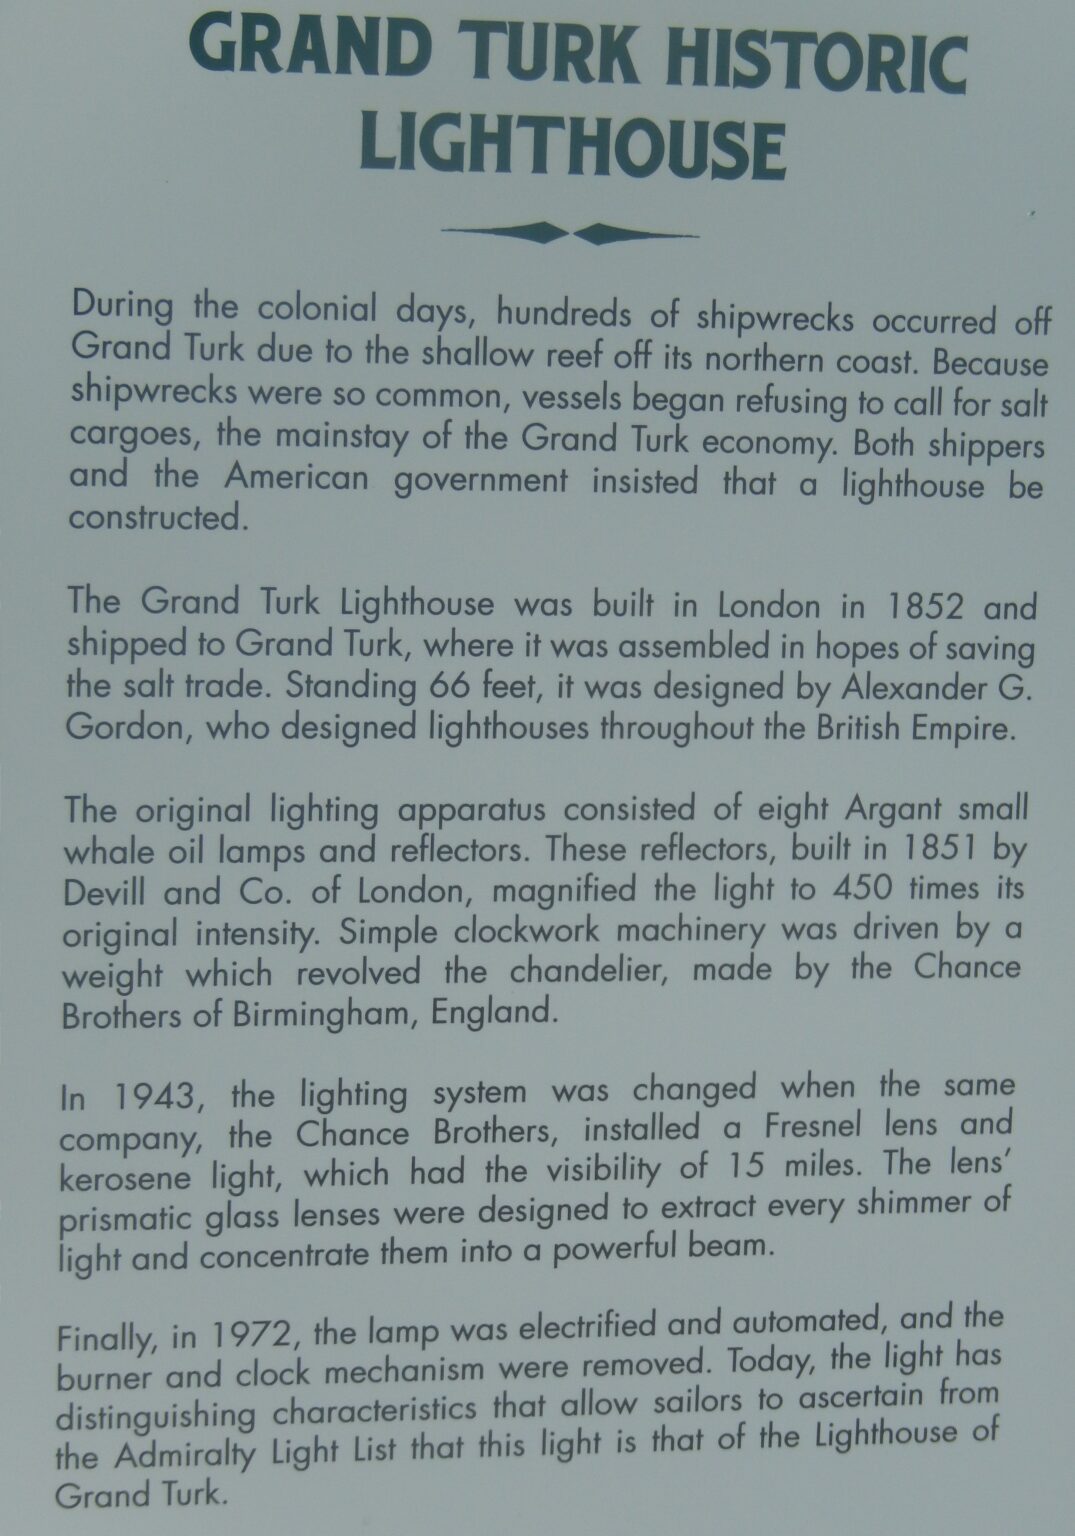 GRAND TURK HISTORIC
LIGHTHOUSE
During the colonial days, hundreds of shipwrecks occurred off
Grand Turk due to the shallow reef off its northern coast. Because
shipwrecks were so common, vessels began refusing to call for salt
cargoes, the mainstay of the Grand Turk economy. Both shippers
and the American government insisted that a lighthouse be
constructed.
The Grand Turk Lighthouse was built in London in 1852 and
shipped to Grand Turk, where it was assembled in hopes of saving
the salt trade. Standing 66 feet, it was designed by Alexander G.
Gordon, who designed lighthouses throughout the British Empire.
The original lighting apparatus consisted of eight Argant small
whale oil lamps and reflectors. These reflectors, built in 1851 by
Devill and Co. of London, magnified the light to 450 times its
original intensity. Simple clockwork machinery was driven by a
weight which revolved the chandelier, made by the Chance
Brothers of Birmingham, England.
In 1943, the lighting system was changed when the same
company, the Chance Brothers, installed a Fresnel lens and
kerosene light, which had the visibility of 15 miles. The lens'
prismatic glass lenses were designed to extract every shimmer of
light and concentrate them into a powerful beam.
Finally, in 1972, the lamp was electrified and automated, and the
burner and clock mechanism were removed. Today, the light has
distinguishing characteristics that allow sailors to ascertain from
the Admiralty Light List that this light is that of the Lighthouse of
Grand Turk.